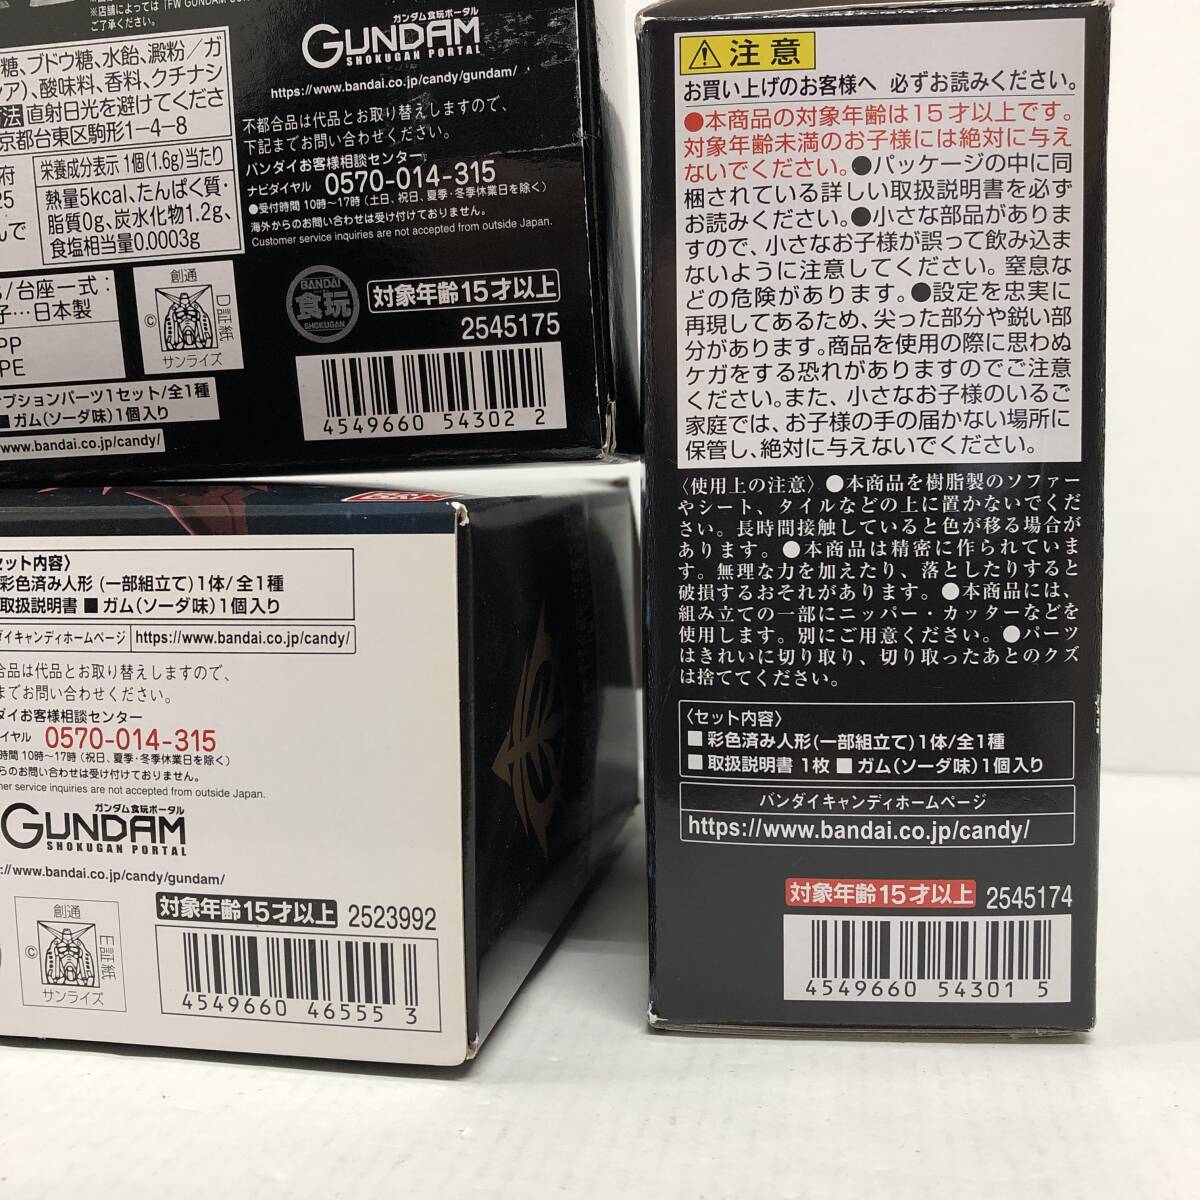 ※店舗によっては「FW GUNDAM CON
ご了承ください。
糖、ブドウ糖、水飴、澱粉／ガ
、酸味料、香料、クチナシ
法 直射日光を避けてくださ
京都台東区駒形1-4-8
栄養成分表示 1個(1.6g)当たり
熱量5kcal、たんぱく質・
脂質0g、炭水化物1.2g、
食塩相当量0.0003g
ガンダム食玩ポータル
GUNDAM
SHOKUGAN PORTAL
https://www.bandai.co.jp/candy/gundam/
不都合品は代品とお取り替えしますので、
下記までお問い合わせください。
バンダイお客様相談センター
ナビダイヤル 0570-014-315
●受付時間 10時〜17時（土日、祝日、夏季・冬季休業日を除く）
海外からのお問い合わせは受け付けておりません。
Customer service inquiries are not accepted from outside Japan.
/台座一式：
子…日本製
PP
PE
創通
©
サンライズ
D証紙
BANDAI
食玩
SHOKUGAN
対象年齢15才以上
2545175
プションパーツ1セット/全1種
■ ガム（ソーダ味）1個入り
www.bandai.co.jp/candy/
4549660 54302 2
セット内容〉
彩色済み人形（一部組立て）1体/全1種
取扱説明書 ■ ガム（ソーダ味）1個入り
ダイキャンディホームページ https://www.bandai.co.jp/candy/
合品は代品とお取り替えしますので、
までお問い合わせください。
ダイお客様相談センター
ダイヤル 0570-014-315
時間 10時〜17時（祝日、夏季・冬季休業日を除く）
からのお問い合わせは受け付けておりません。
mer service inquiries are not accepted from outside Japan.
ガンダム食玩ポータル
GUNDAM
SHOKUGAN PORTAL
://www.bandai.co.jp/candy/gundam/
創通
©
サンライズ
E証紙
対象年齢15才以上 2523992
4549660 46555 3
注意
お買い上げのお客様へ 必ずお読みください。
●本商品の対象年齢は15才以上です。
対象年齢未満のお子様には絶対に与え
ないでください。●パッケージの中に同
梱されている詳しい取扱説明書を必ず
お読みください。●小さな部品がありま
すので、小さなお子様が誤って飲み込ま
ないように注意してください。窒息な
どの危険があります。●設定を忠実に
再現してあるため、尖った部分や鋭い部
分があります。商品を使用の際に思わぬ
ケガをする恐れがありますのでご注意
ください。また、小さなお子様のいるご
家庭では、お子様の手の届かない場所に
保管し、絶対に与えないでください。
〈使用上の注意〉●本商品を樹脂製のソファー
やシート、タイルなどの上に置かないでくだ
さい。長時間接触していると色が移る場合が
あります。●本商品は精密に作られていま
す。無理な力を加えたり、落としたりすると
破損するおそれがあります。●本商品には、
組み立ての一部にニッパー・カッターなどを
使用します。別にご用意ください。●パーツ
はきれいに切り取り、切り取ったあとのクズ
は捨ててください。
〈セット内容〉
■ 彩色済み人形（一部組立て）1体/全1種
■ 取扱説明書 1枚 ■ ガム（ソーダ味）1個入り
バンダイキャンディホームページ
https://www.bandai.co.jp/candy/
対象年齢15才以上 2545174
4549660 54301 5